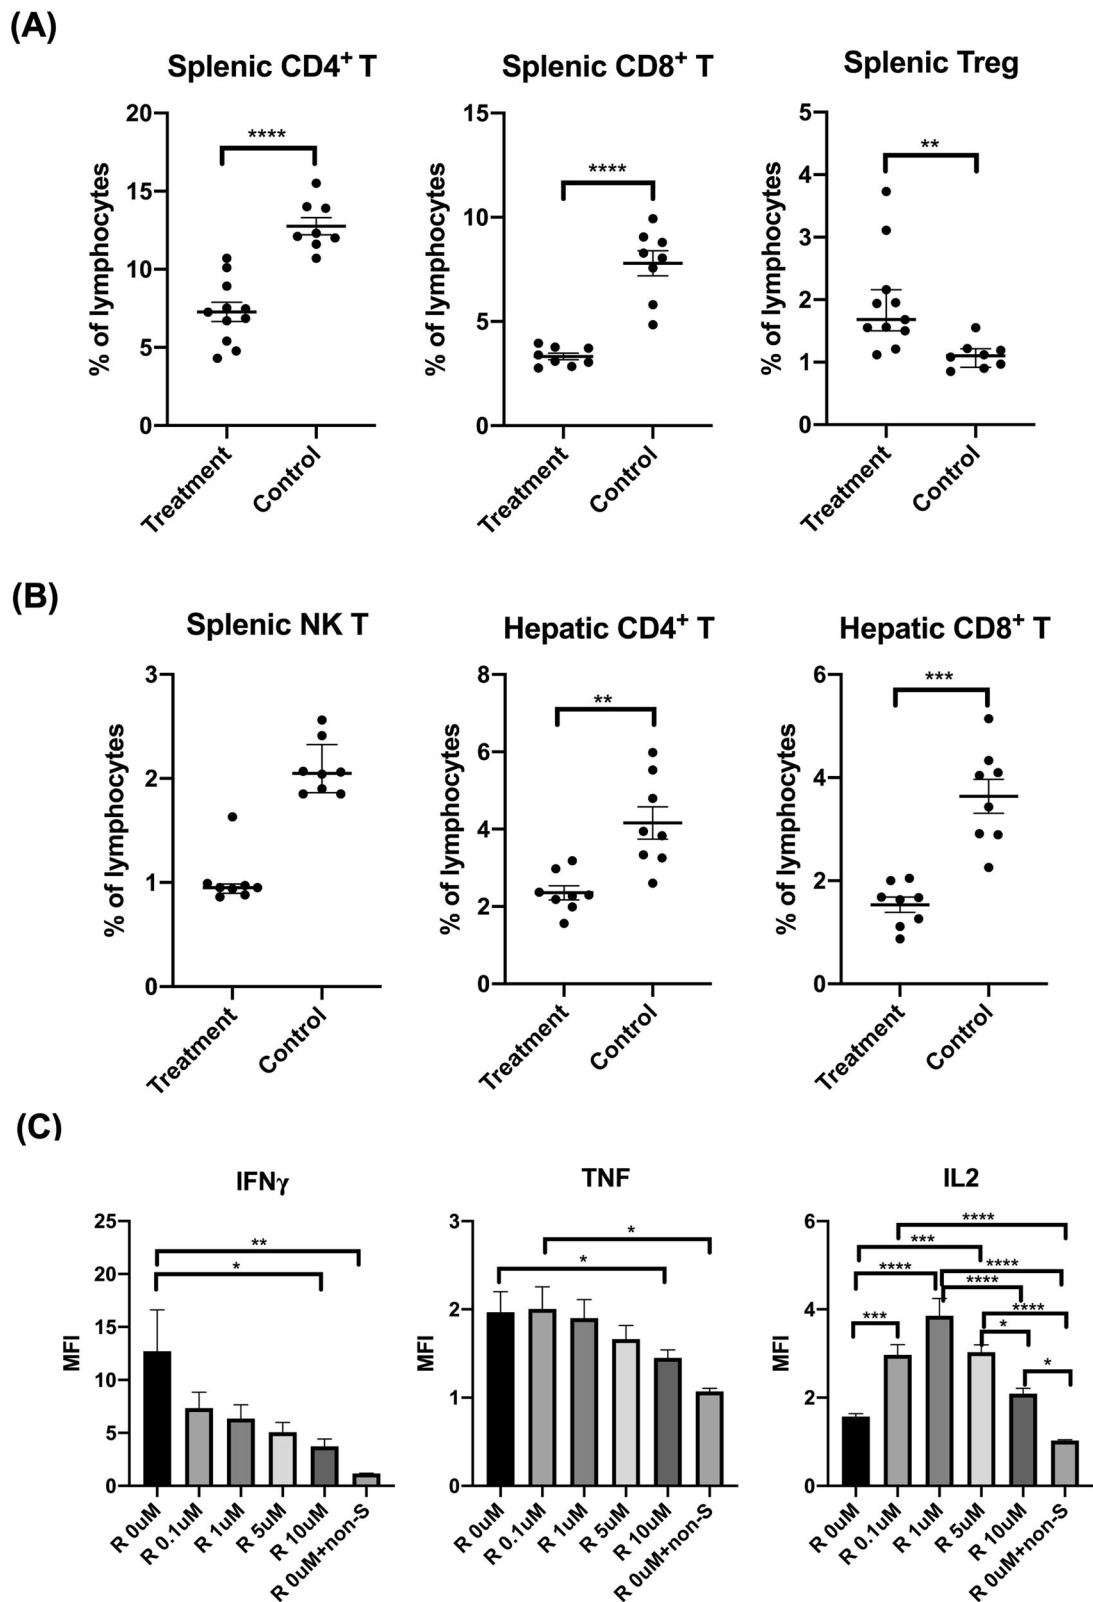 (A)
Splenic CD4+ T
Splenic CD8+ T
Splenic Treg
% of lymphocytes
20
15
10
5
0
****
Treatment
Control
% of lymphocytes
15
10
5
0
****
Treatment
Control
% of lymphocytes
5
4
3
2
1
0
**
Treatment
Control
(B)
Splenic NK T
Hepatic CD4+ T
Hepatic CD8+ T
% of lymphocytes
3
2
1
0
Treatment
Control
% of lymphocytes
8
6
4
2
0
**
Treatment
Control
% of lymphocytes
6
4
2
0
***
Treatment
Control
(C)
IFNγ
TNF
IL2
MFI
25
20
15
10
5
0
**
*
R 0uM
R 0.1uM
R 1uM
R 5uM
R 10uM
R 0uM+non-S
MFI
3
2
1
0
*
*
R 0uM
R 0.1uM
R 1uM
R 5uM
R 10uM
R 0uM+non-S
MFI
6
4
2
0
****
***
**** ****
****
*** ****
*
*
R 0uM
R 0.1uM
R 1uM
R 5uM
R 10uM
R 0uM+non-S